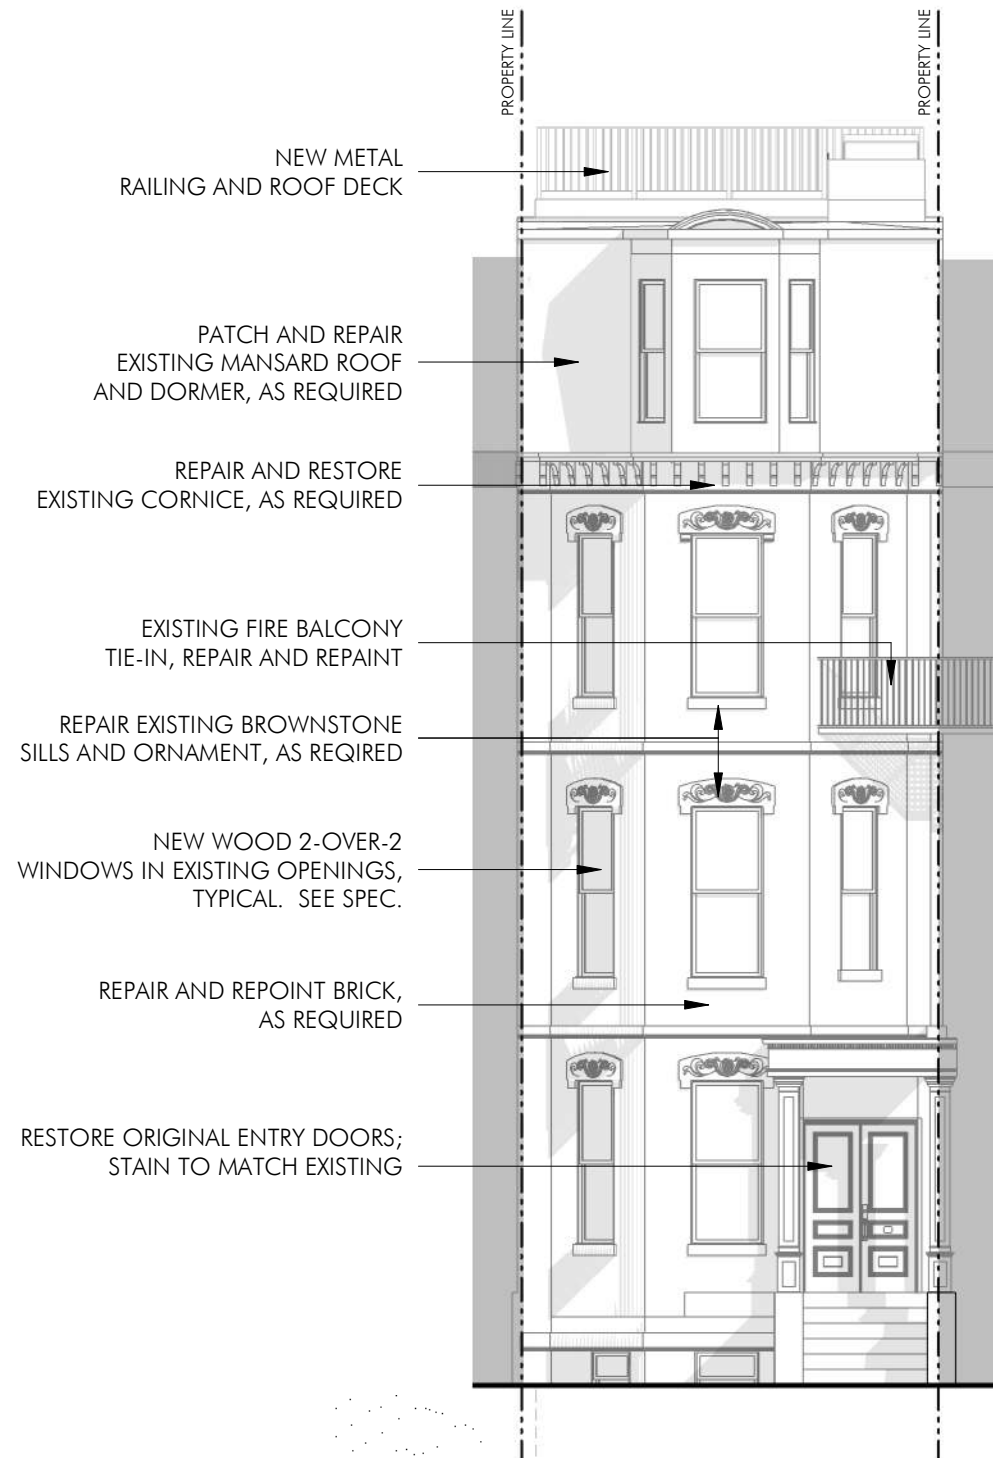 PROPERTY LINE
PROPERTY LINE
NEW METAL
RAILING AND ROOF DECK
PATCH AND REPAIR
EXISTING MANSARD ROOF
AND DORMER, AS REQUIRED
REPAIR AND RESTORE
EXISTING CORNICE, AS REQUIRED
EXISTING FIRE BALCONY
TIE-IN, REPAIR AND REPAINT
REPAIR EXISTING BROWNSTONE
SILLS AND ORNAMENT, AS REQIRED
NEW WOOD 2-OVER-2
WINDOWS IN EXISTING OPENINGS,
TYPICAL. SEE SPEC.
REPAIR AND REPOINT BRICK,
AS REQUIRED
RESTORE ORIGINAL ENTRY DOORS;
STAIN TO MATCH EXISTING